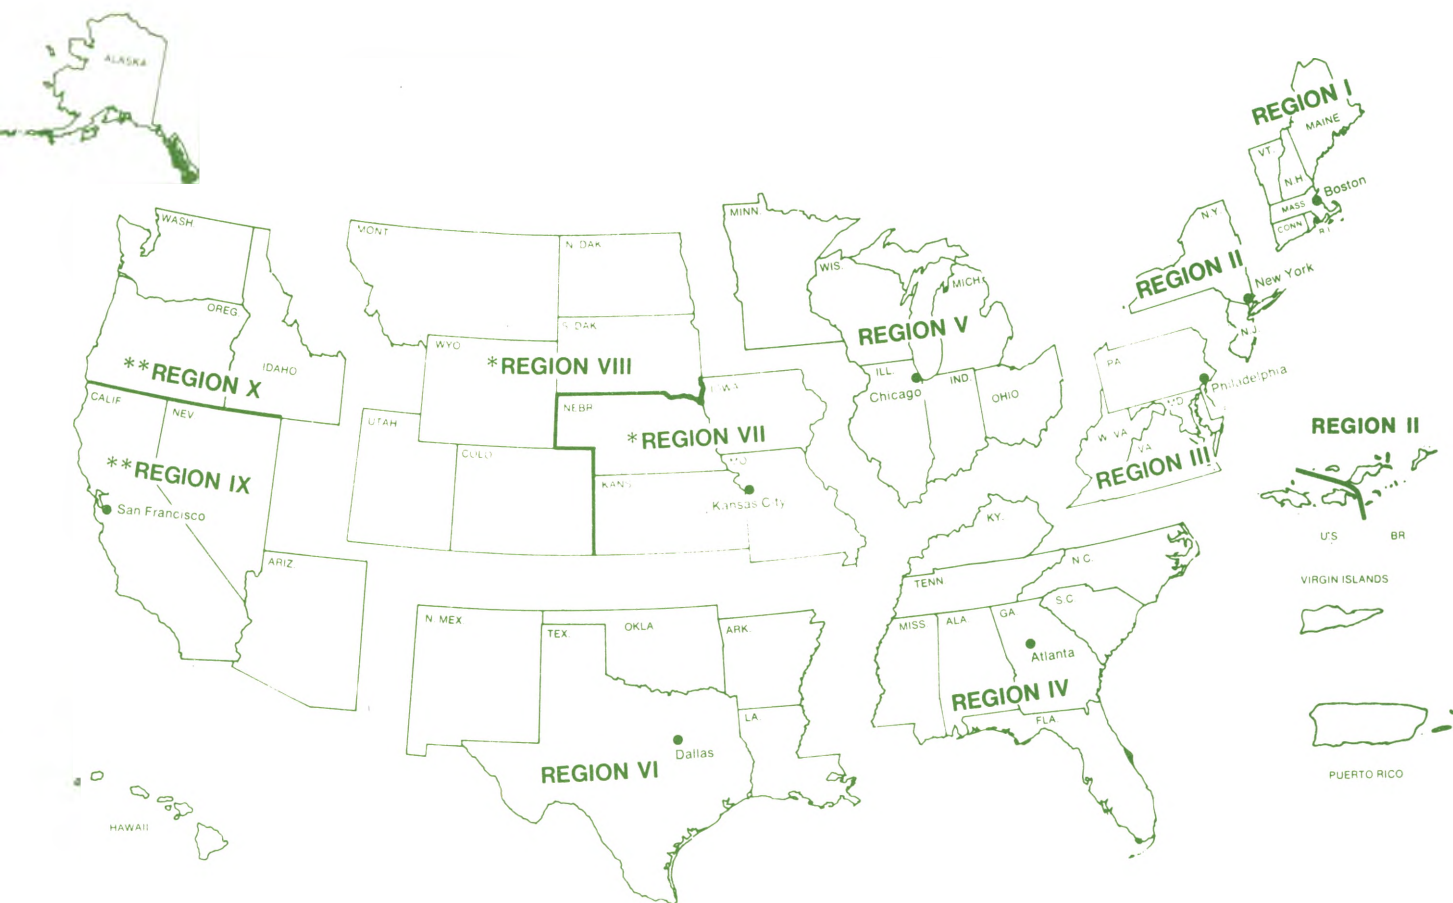 ALASKA
REGION I
MAINE
VT.
N.H.
Boston
MASS
CONN
R.I.
WASH
MONT
N. DAK
MINN.
N.Y.
REGION II
New York
WIS.
MICH
OREG
S. DAK
REGION V
N.J.
WYO
**REGION X
IDAHO
*REGION VIII
ILL.
IND.
OHIO
PA
Philadelphia
Chicago
CALIF
NEV
UTAH
NEBR
MD
*REGION VII
W. VA
VA
REGION III
REGION II
COLO
MO
**REGION IX
KANS
Kansas City
San Francisco
KY.
U'S
BR
VIRGIN ISLANDS
ARIZ
TENN
N.C.
S.C.
N. MEX
TEX.
OKLA
ARK.
MISS.
ALA.
GA
Atlanta
REGION IV
LA.
FLA
Dallas
REGION VI
PUERTO RICO
HAWAII